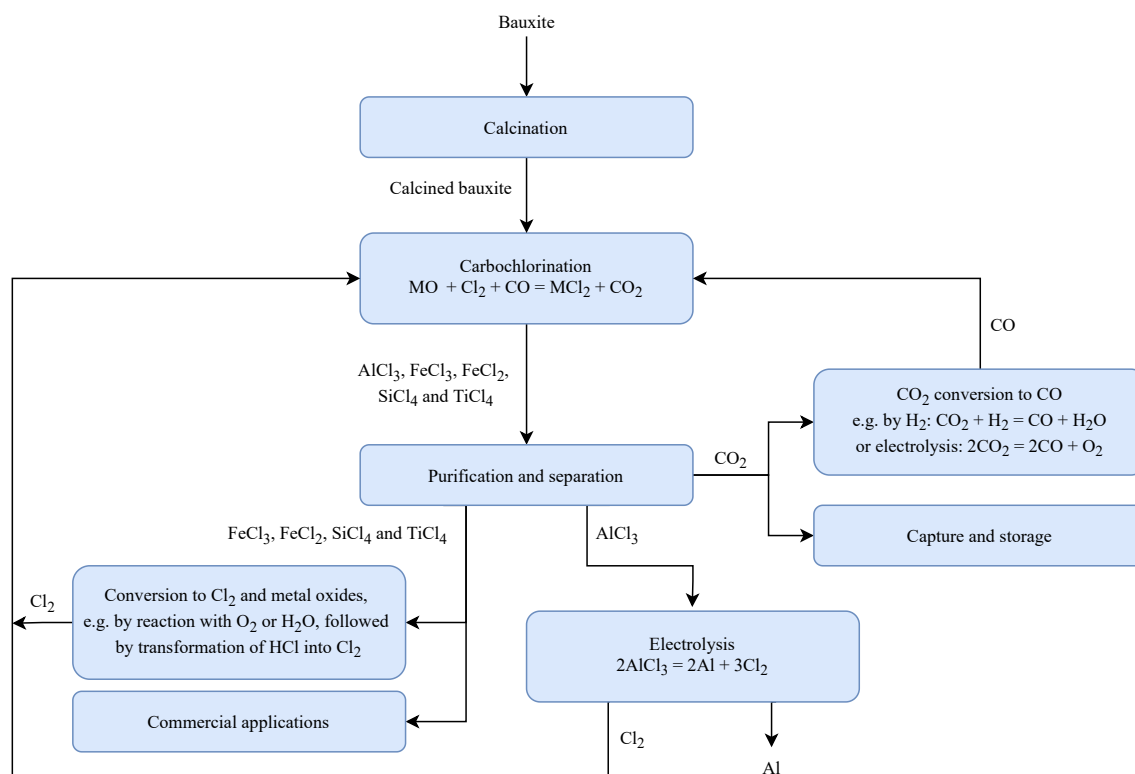 Bauxite
Calcination
Calcined bauxite
Carbochlorination
MO + Cl₂ + CO = MCl₂ + CO₂
CO
AlCl₃, FeCl₃, FeCl₂,
SiCl₄ and TiCl₄
CO₂ conversion to CO
e.g. by H₂: CO₂ + H₂ = CO + H₂O
or electrolysis: 2CO₂ = 2CO + O₂
Purification and separation
CO₂
FeCl₃, FeCl₂, SiCl₄ and TiCl₄
AlCl₃
Capture and storage
Cl₂
Conversion to Cl₂ and metal oxides,
e.g. by reaction with O₂ or H₂O, followed
by transformation of HCl into Cl₂
Electrolysis
2AlCl₃ = 2Al + 3Cl₂
Commercial applications
Cl₂
Al